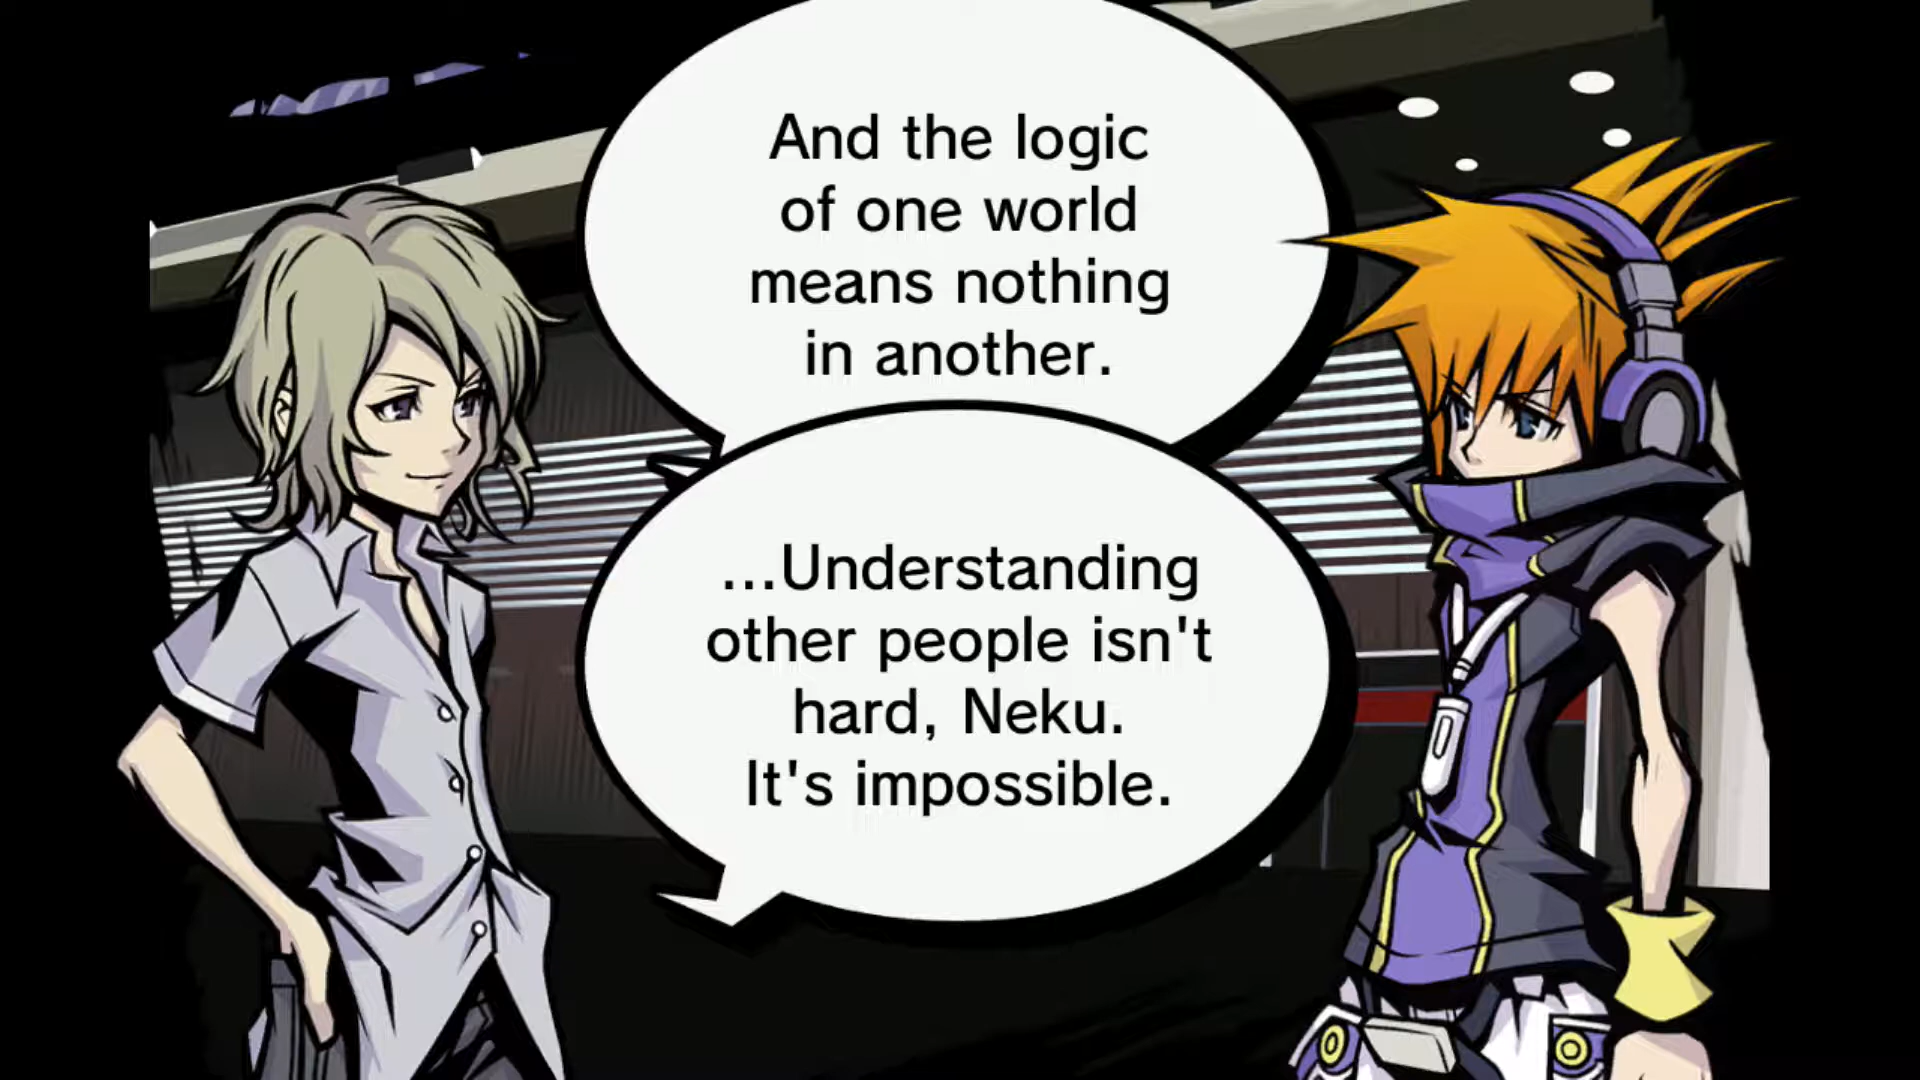 And the logic
of one world
means nothing
in another.
...Understanding
other people isn't
hard, Neku.
It's impossible.